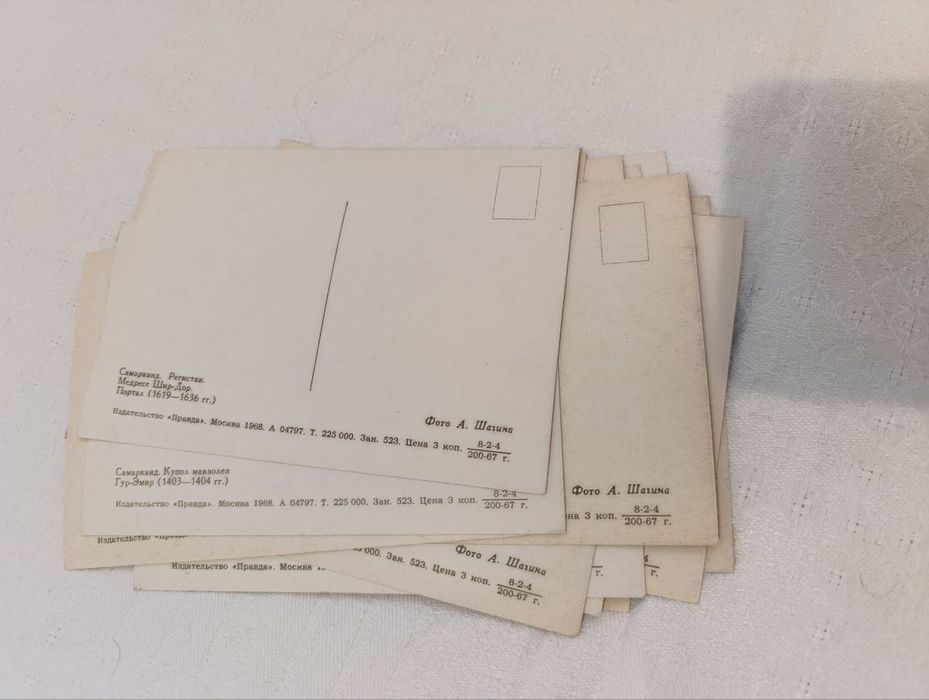 Самарканд. Регистан.
Медресе Шир-Дор.
Портал (1619—1636 гг.)
Фото А. Шагина
Издательство «Правда». Москва 1968. А 04797. Т. 225 000. Зак. 523. Цена 3 коп. 8-2-4
200-67 г.
Самарканд. Купол мавзолея
Гур-Эмир (1403—1404 гг.)
Издательство «Правда». Москва 1968. А 04797. Т. 225 000. Зак. 523. Цена 3 коп. 8-2-4
200-67 г.
Фото А. Шагина
на 3 коп. 8-2-4
200-67 г.
Издательство «Правда».
Фото А. Шагина
000. Зак. 523. Цена 3 коп. 8-2-4
200-67 г.
Издательство «Правда». Москва
г.
4
г.